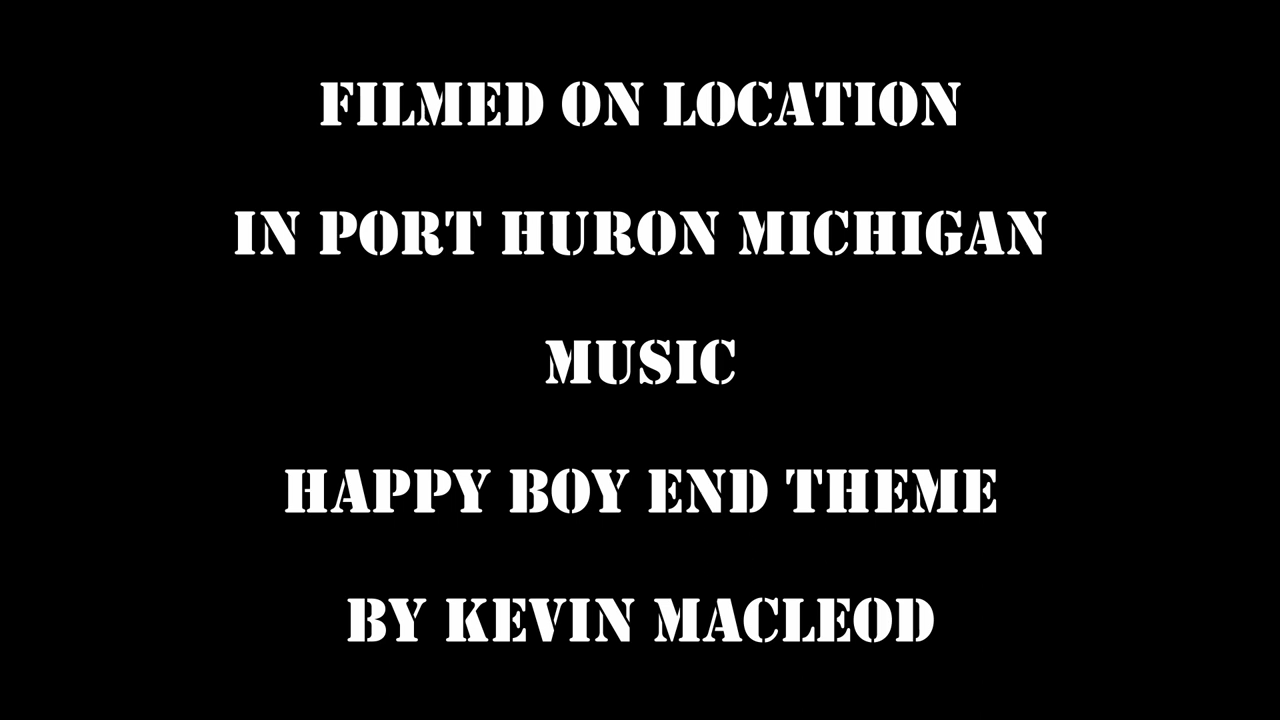 FILMED ON LOCATION
IN PORT HURON MICHIGAN
MUSIC
HAPPY BOY END THEME
BY KEVIN MACLEOD